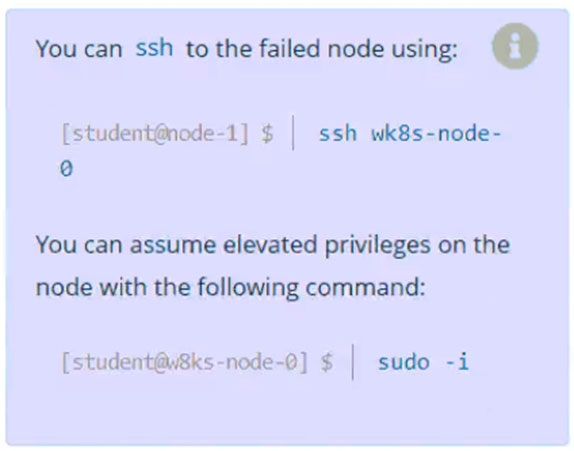 You can ssh to the failed node using:
[student@node-1] $ | ssh wk8s-node-
0
You can assume elevated privileges on the
node with the following command:
[student@w8ks-node-0] $ | sudo -i